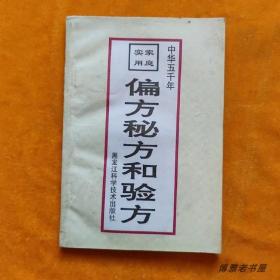 中华五千年
家庭
实用
偏方秘方和验方
黑龙江科学技术出版社
博雅老书屋